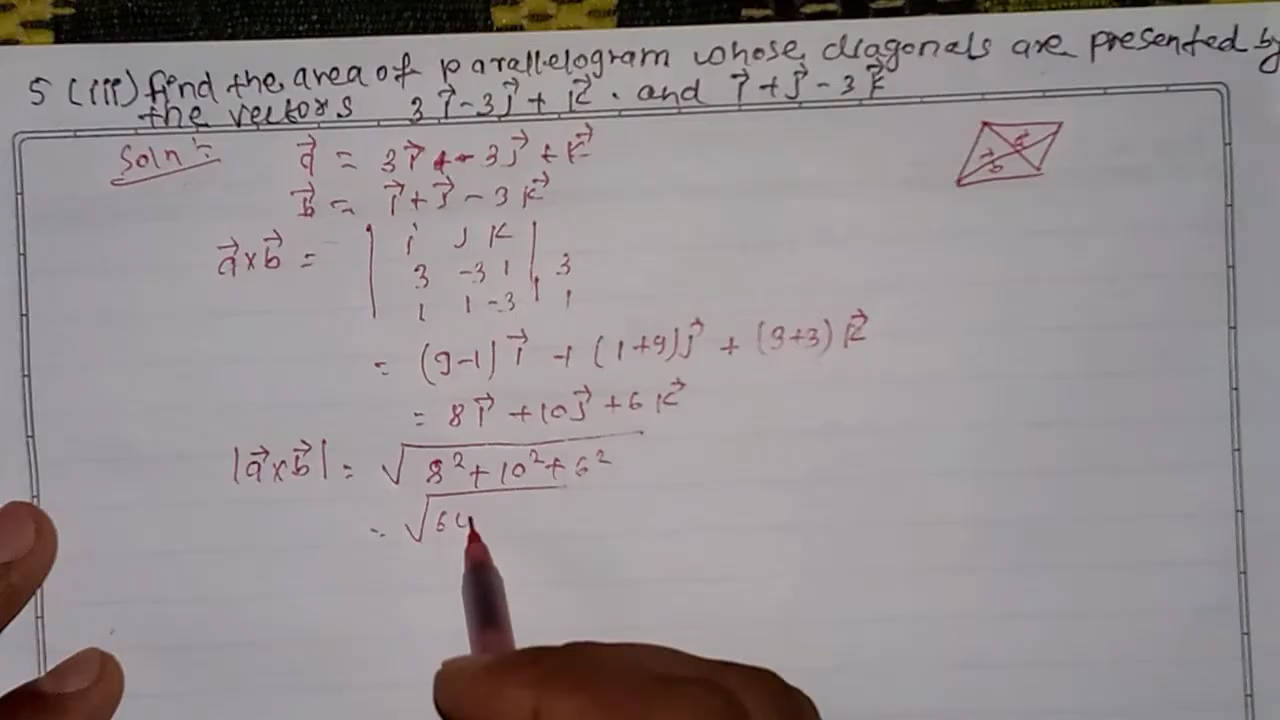 5 (iii) find the area of parallelogram whose diagonals are presented by
the vectors 3i⃗ - 3j⃗ + k⃗ . and i⃗ + j⃗ - 3k⃗
Soln :- a⃗ = 3i⃗ - 3j⃗ + k⃗
b⃗ = i⃗ + j⃗ - 3k⃗
a⃗ b⃗
a⃗ x b⃗ = | i j k |
3 -3 1 | 3
1 1 -3 | 1
= (9-1) i⃗ + (1+9) j⃗ + (3+3) k⃗
= 8i⃗ + 10j⃗ + 6k⃗
|a⃗ x b⃗| = √8² + 10² + 6²
= √64